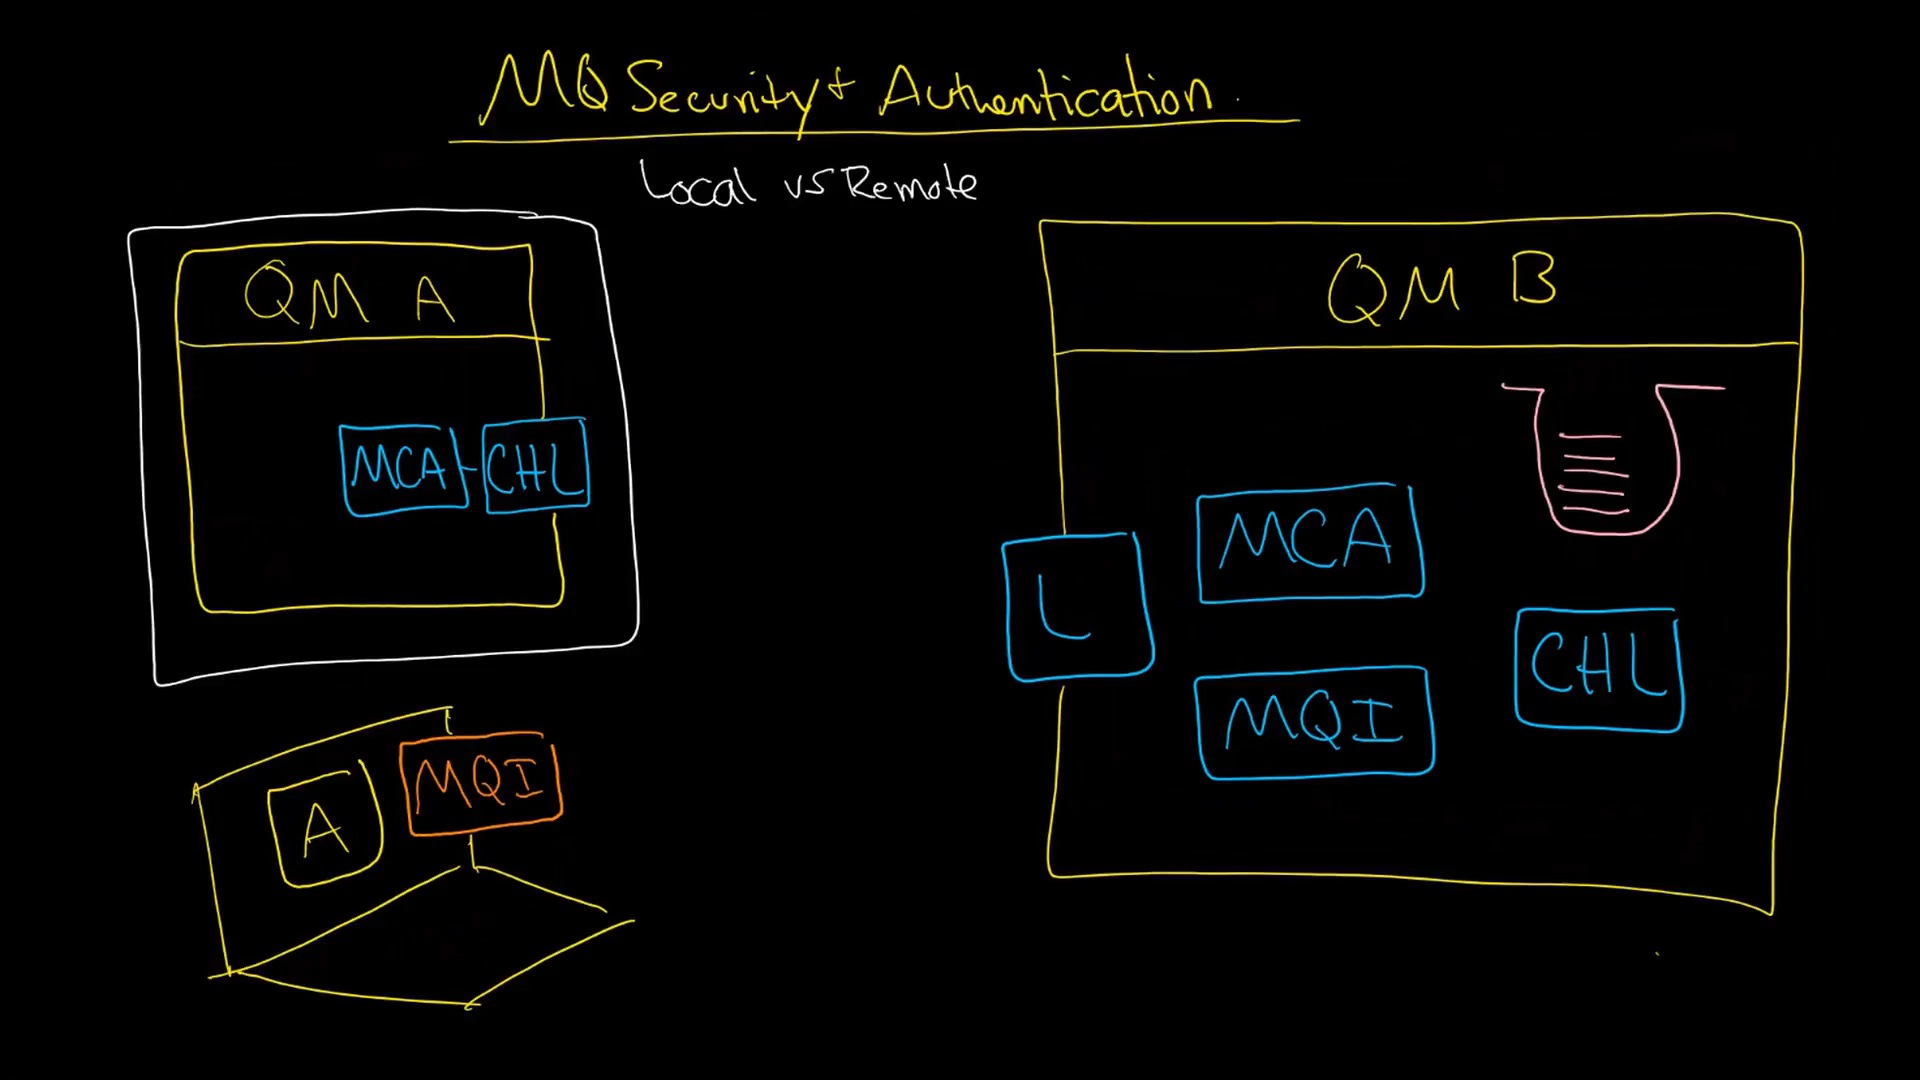 MQ Security + Authentication
Local vs Remote
QM A
MCA CHL
A MQI
QM B
L
MCA
MQI
CHL